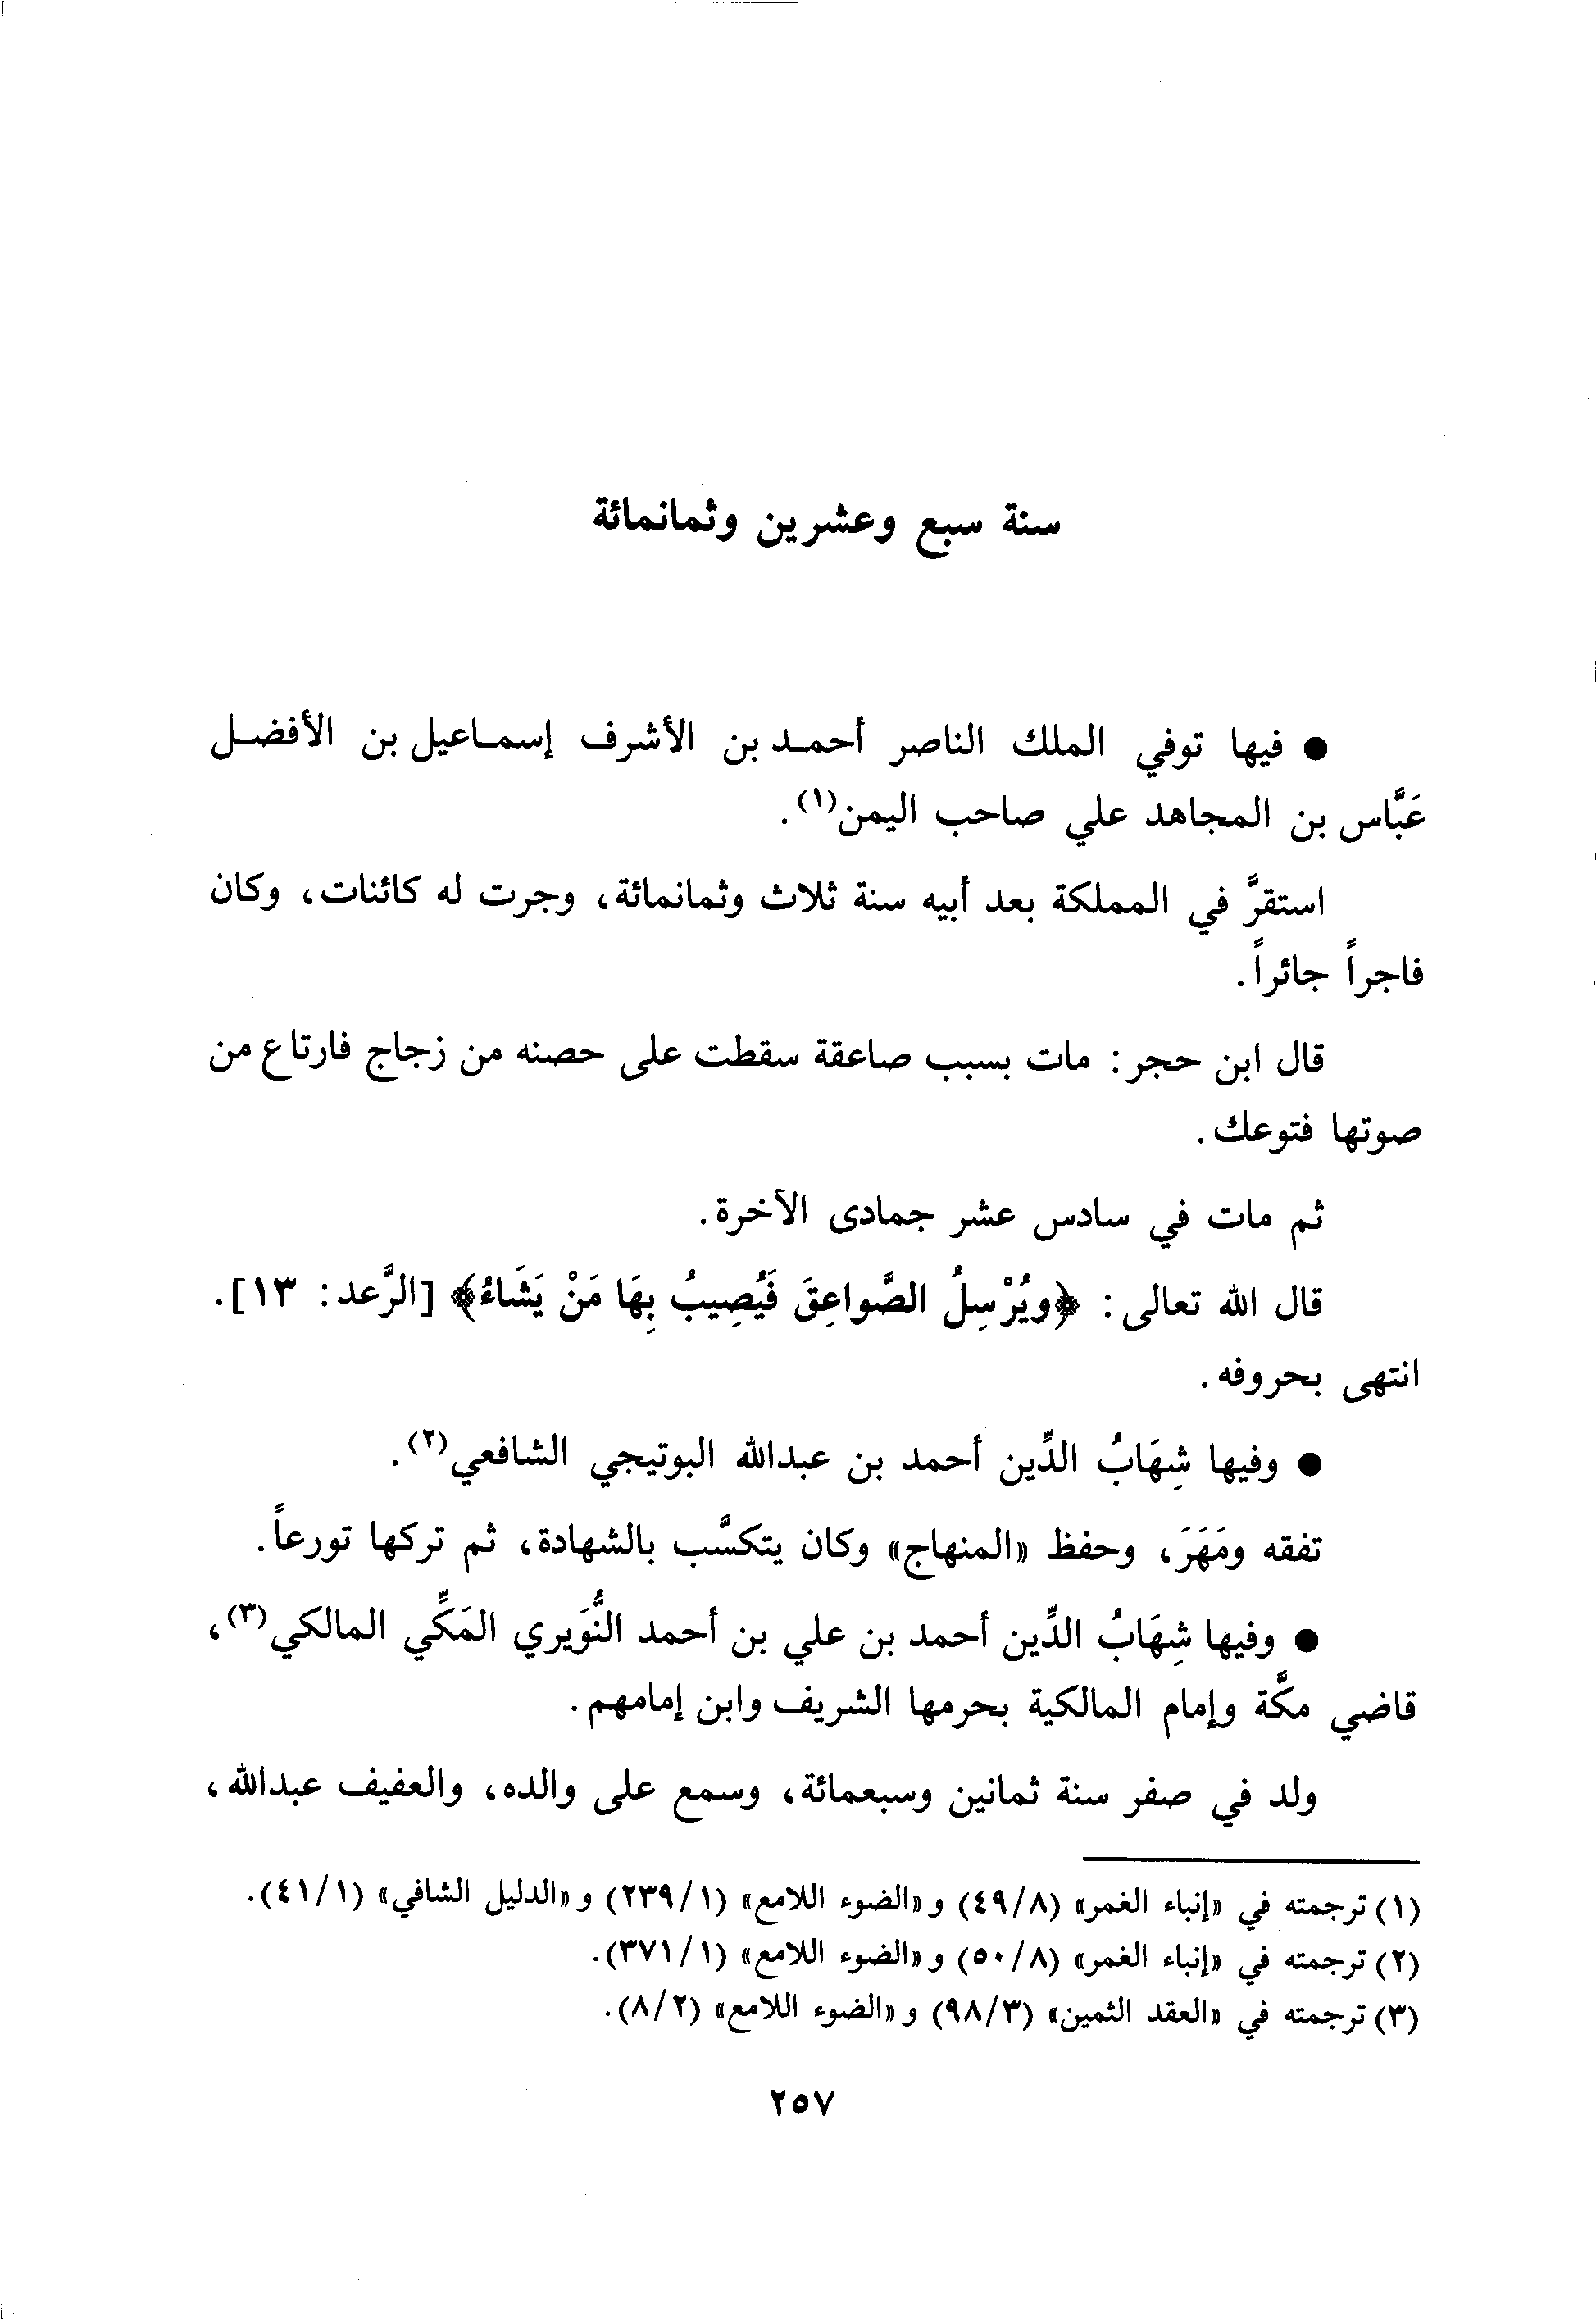 سنة سبع وعشرين وثمانمائة
● فيها توفي الملك الناصر أحمـد بن الأشرف إسمـاعيل بن الأفضـل
عَبَّاس بن المجاهد علي صاحب اليمن(١).
استقرَّ في المملكة بعد أبيه سنة ثلاث وثمانمائة، وجرت له كائنات، وكان
فاجراً جائراً.
قال ابن حجر: مات بسبب صاعقة سقطت على حصنه من زجاج فارتاع من
صوتها فتوعك.
ثم مات في سادس عشر جمادى الآخرة.
قال الله تعالى: ﴿ويُرْسِلُ الصَّواعِقَ فَيُصِيبُ بِهَا مَنْ يَشَاءُ﴾ [الرَّعد: ١٣].
انتهى بحروفه.
● وفيها شِهَابُ الدِّين أحمد بن عبدالله البوتيجي الشافعي(٢).
تفقه ومَهَرَ، وحفظ «المنهاج» وكان يتكسَّب بالشهادة، ثم تركها تورعاً.
● وفيها شِهَابُ الدِّين أحمد بن علي بن أحمد النُّوَيري المَكِّي المالكي(٣)،
قاضي مكَّة وإمام المالكية بحرمها الشريف وابن إمامهم.
ولد في صفر سنة ثمانين وسبعمائة، وسمع على والده، والعفيف عبدالله،
(١) ترجمته في «إنباء الغمر» (٤٩/٨) و«الضوء اللامع» (٢٣٩/١) و«الدليل الشافي» (٤١/١).
(٢) ترجمته في «إنباء الغمر» (٥٠/٨) و«الضوء اللامع» (٣٧١/١).
(٣) ترجمته في «العقد الثمين» (٩٨/٣) و«الضوء اللامع» (٨/٢).
٢٥٧